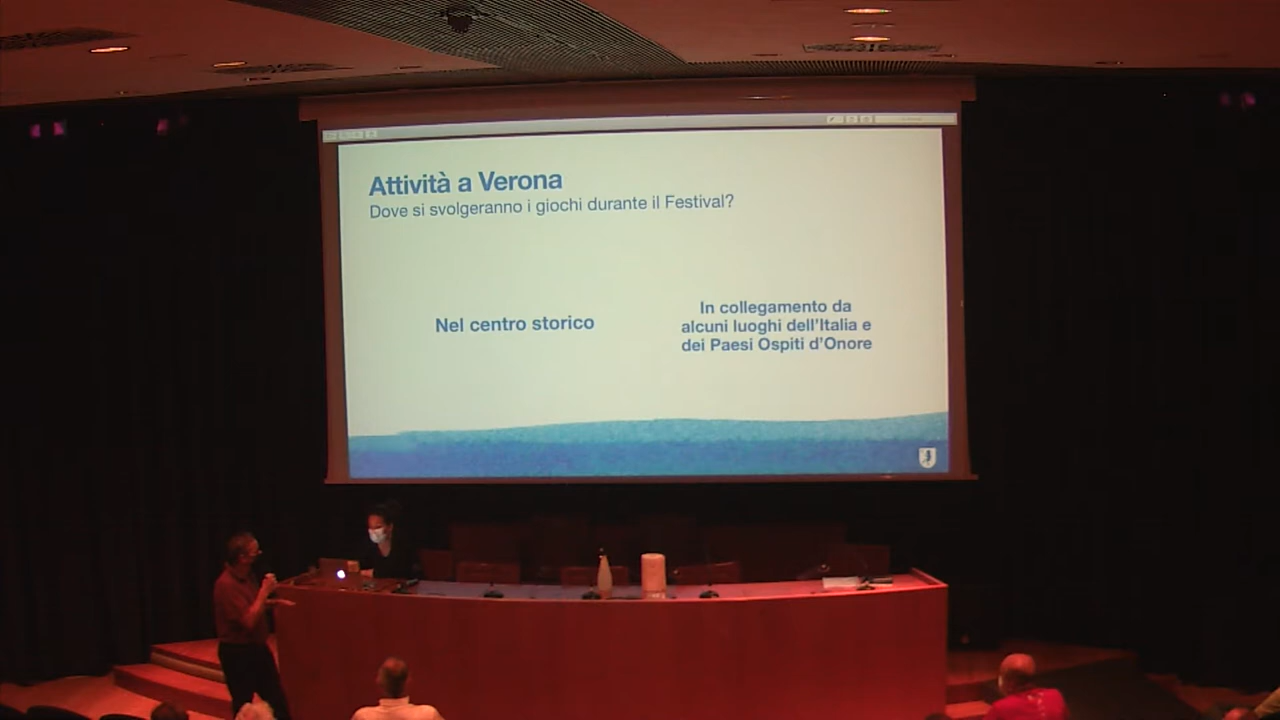 Attività a Verona
Dove si svolgeranno i giochi durante il Festival?
Nel centro storico
In collegamento da
alcuni luoghi dell'Italia e
dei Paesi Ospiti d'Onore